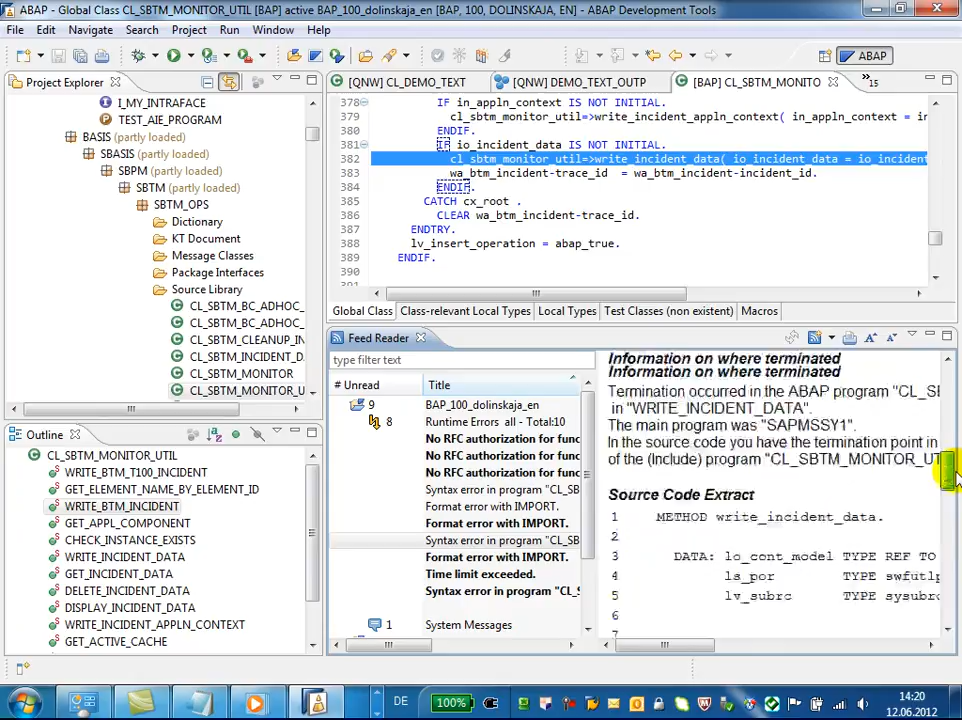 ABAP - Global Class CL_SBTM_MONITOR_UTIL [BAP] active BAP_100_dolinskaja_en [BAP, 100, DOLINSKAJA, EN] - ABAP Development Tools
File Edit Navigate Search Project Run Window Help
ABAP
Project Explorer
I_MY_INTRAFACE
TEST_AIE_PROGRAM
BASIS (partly loaded)
SBASIS (partly loaded)
SBPM (partly loaded)
SBTM (partly loaded)
SBTM_OPS
Dictionary
KT Document
Message Classes
Package Interfaces
Source Library
CL_SBTM_BC_ADHOC_
CL_SBTM_BC_ADHOC_
CL_SBTM_CLEANUP_IN
CL_SBTM_INCIDENT_D
CL_SBTM_MONITOR
CL_SBTM_MONITOR_U
[QNW] CL_DEMO_TEXT
[QNW] DEMO_TEXT_OUTP
[BAP] CL_SBTM_MONITO
15
378 IF in_appln_context IS NOT INITIAL.
379 cl_sbtm_monitor_util=>write_incident_appln_context( in_appln_context = in
380 ENDIF.
381 IF io_incident_data IS NOT INITIAL.
382 cl_sbtm_monitor_util=>write_incident_data( io_incident_data = io_incident
383 wa_btm_incident-trace_id = wa_btm_incident-incident_id.
384 ENDIF.
385 CATCH cx_root .
386 CLEAR wa_btm_incident-trace_id.
387 ENDTRY.
388 lv_insert_operation = abap_true.
389 ENDIF.
390
391
Global Class Class-relevant Local Types Local Types Test Classes (non existent) Macros
Outline
CL_SBTM_MONITOR_UTIL
WRITE_BTM_T100_INCIDENT
GET_ELEMENT_NAME_BY_ELEMENT_ID
WRITE_BTM_INCIDENT
GET_APPL_COMPONENT
CHECK_INSTANCE_EXISTS
WRITE_INCIDENT_DATA
GET_INCIDENT_DATA
DELETE_INCIDENT_DATA
DISPLAY_INCIDENT_DATA
WRITE_INCIDENT_APPLN_CONTEXT
GET_ACTIVE_CACHE
Feed Reader
type filter text
# Unread Title
9 BAP_100_dolinskaja_en
8 Runtime Errors all - Total:10
No RFC authorization for func
No RFC authorization for func
No RFC authorization for func
Syntax error in program "CL_SB
Format error with IMPORT.
Format error with IMPORT.
Syntax error in program "CL_SB
Format error with IMPORT.
Time limit exceeded.
Syntax error in program "CL_S
1 System Messages
Information on where terminated
Information on where terminated
Termination occurred in the ABAP program "CL_SB
in "WRITE_INCIDENT_DATA".
The main program was "SAPMSSY1".
In the source code you have the termination point in
of the (Include) program "CL_SBTM_MONITOR_UT
Source Code Extract
1 METHOD write_incident_data.
2
3 DATA: lo_cont_model TYPE REF TO
4 ls_por TYPE swfutlp
5 lv_subrc TYPE sysubrc
6
7
DE
100%
14:20
12.06.2012